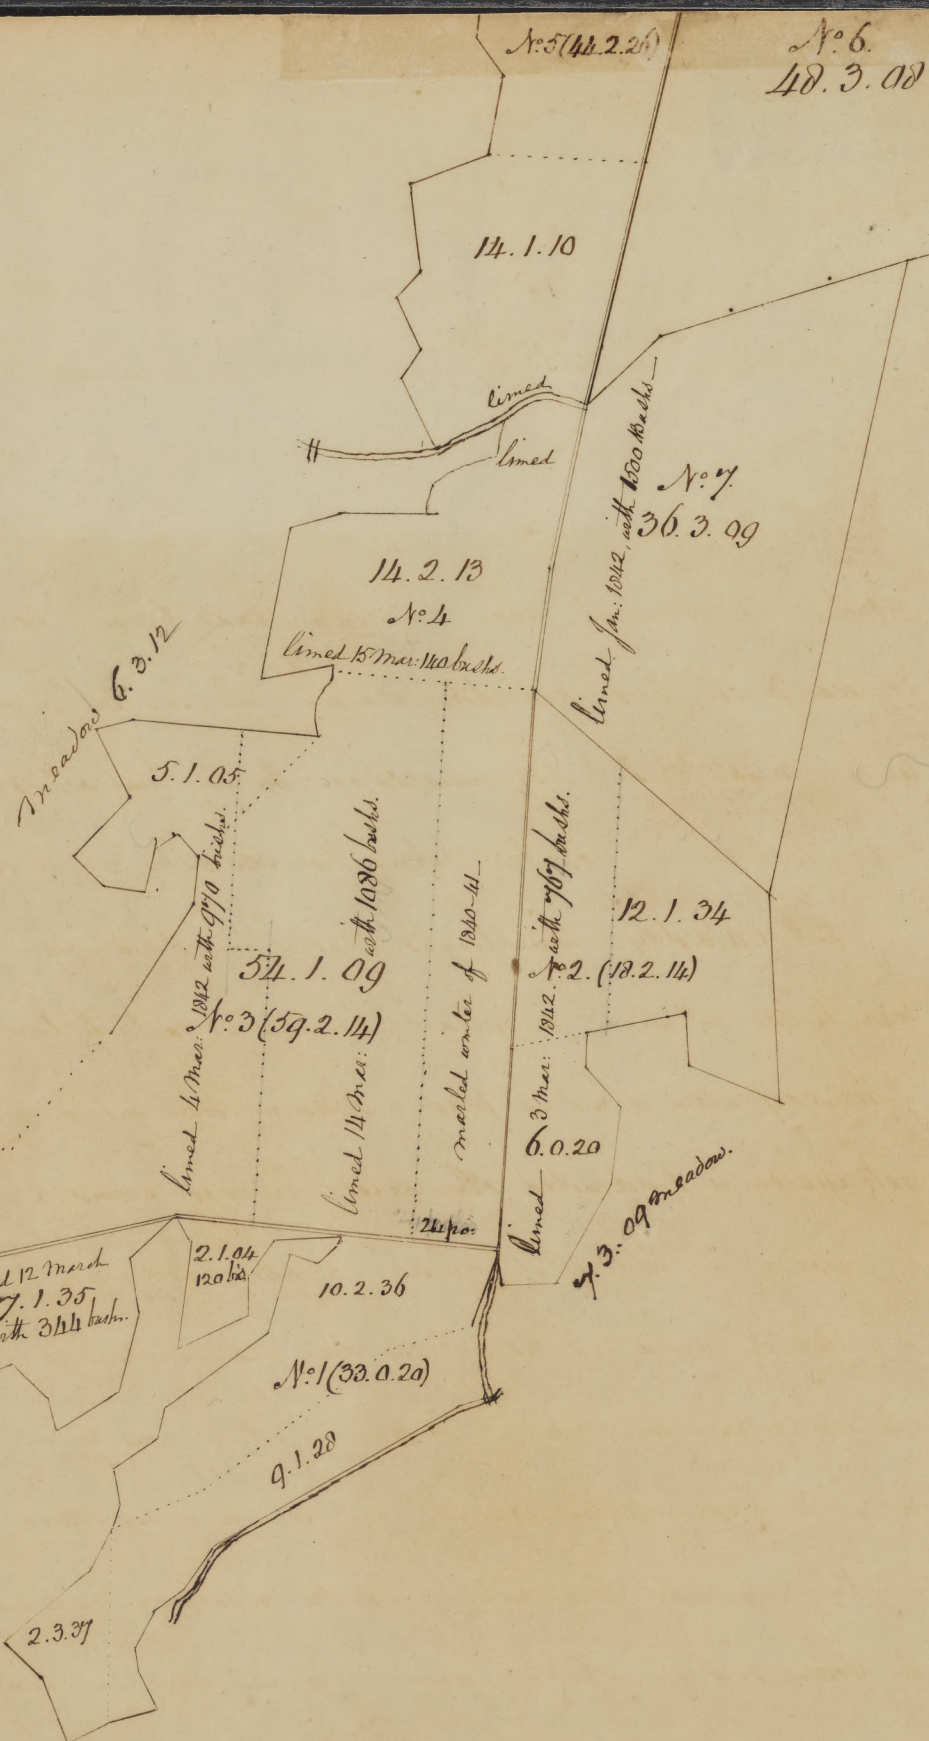 No. 5 (44.2.26)
No. 6.
48.3.08
14.1.10
limed
limed
limed Jan: 1842, with 1500 Bushs
No. 7.
36.3.09
14.2.13
No. 4
limed 15 Mar: 140 bushs.
meadow 6.3.12
5.1.05
limed 4 Mar: 1842 with 970 bushs.
54.1.09
No. 3 (59.2.14)
limed 14 Mar: with 1086 bushs.
marled winter of 1840-41
limed 3 Mar: 1842. with 767 bushs.
12.1.34
No. 2. (18.2.14)
6.0.20
7.3.09 meadow.
24 po:
d 12 March
7.1.35
ith 344 bushs.
2.1.04
120 bu
10.2.36
No. 1 (33.0.20)
9.1.28
2.3.37